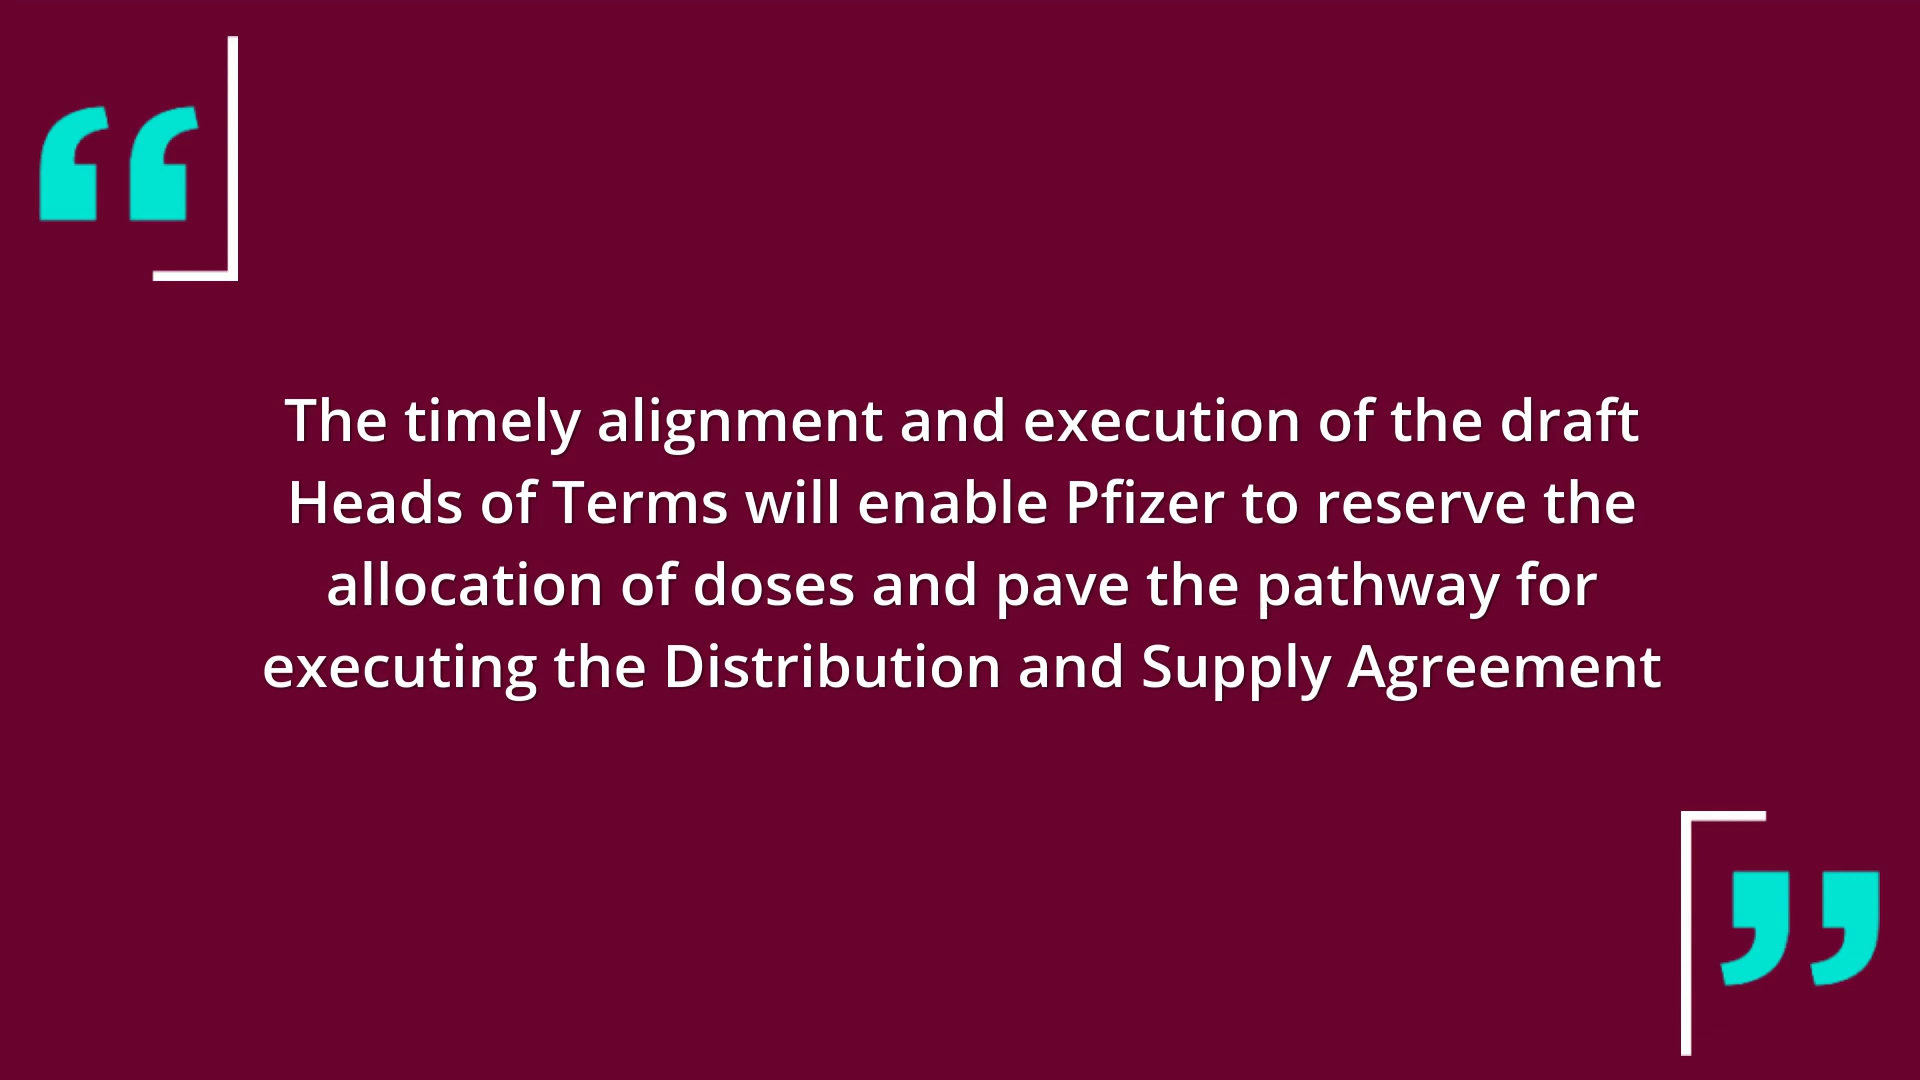 The timely alignment and execution of the draft
Heads of Terms will enable Pfizer to reserve the
allocation of doses and pave the pathway for
executing the Distribution and Supply Agreement